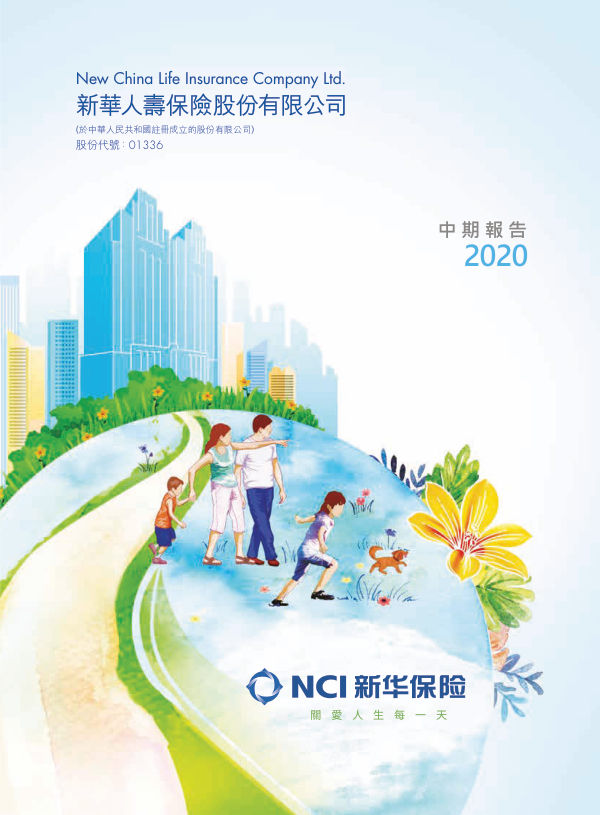 New China Life Insurance Company Ltd.
新華人壽保險股份有限公司
(於中華人民共和國註冊成立的股份有限公司)
股份代號：01336
中期報告
2020
NCI 新华保险
關愛人生每一天